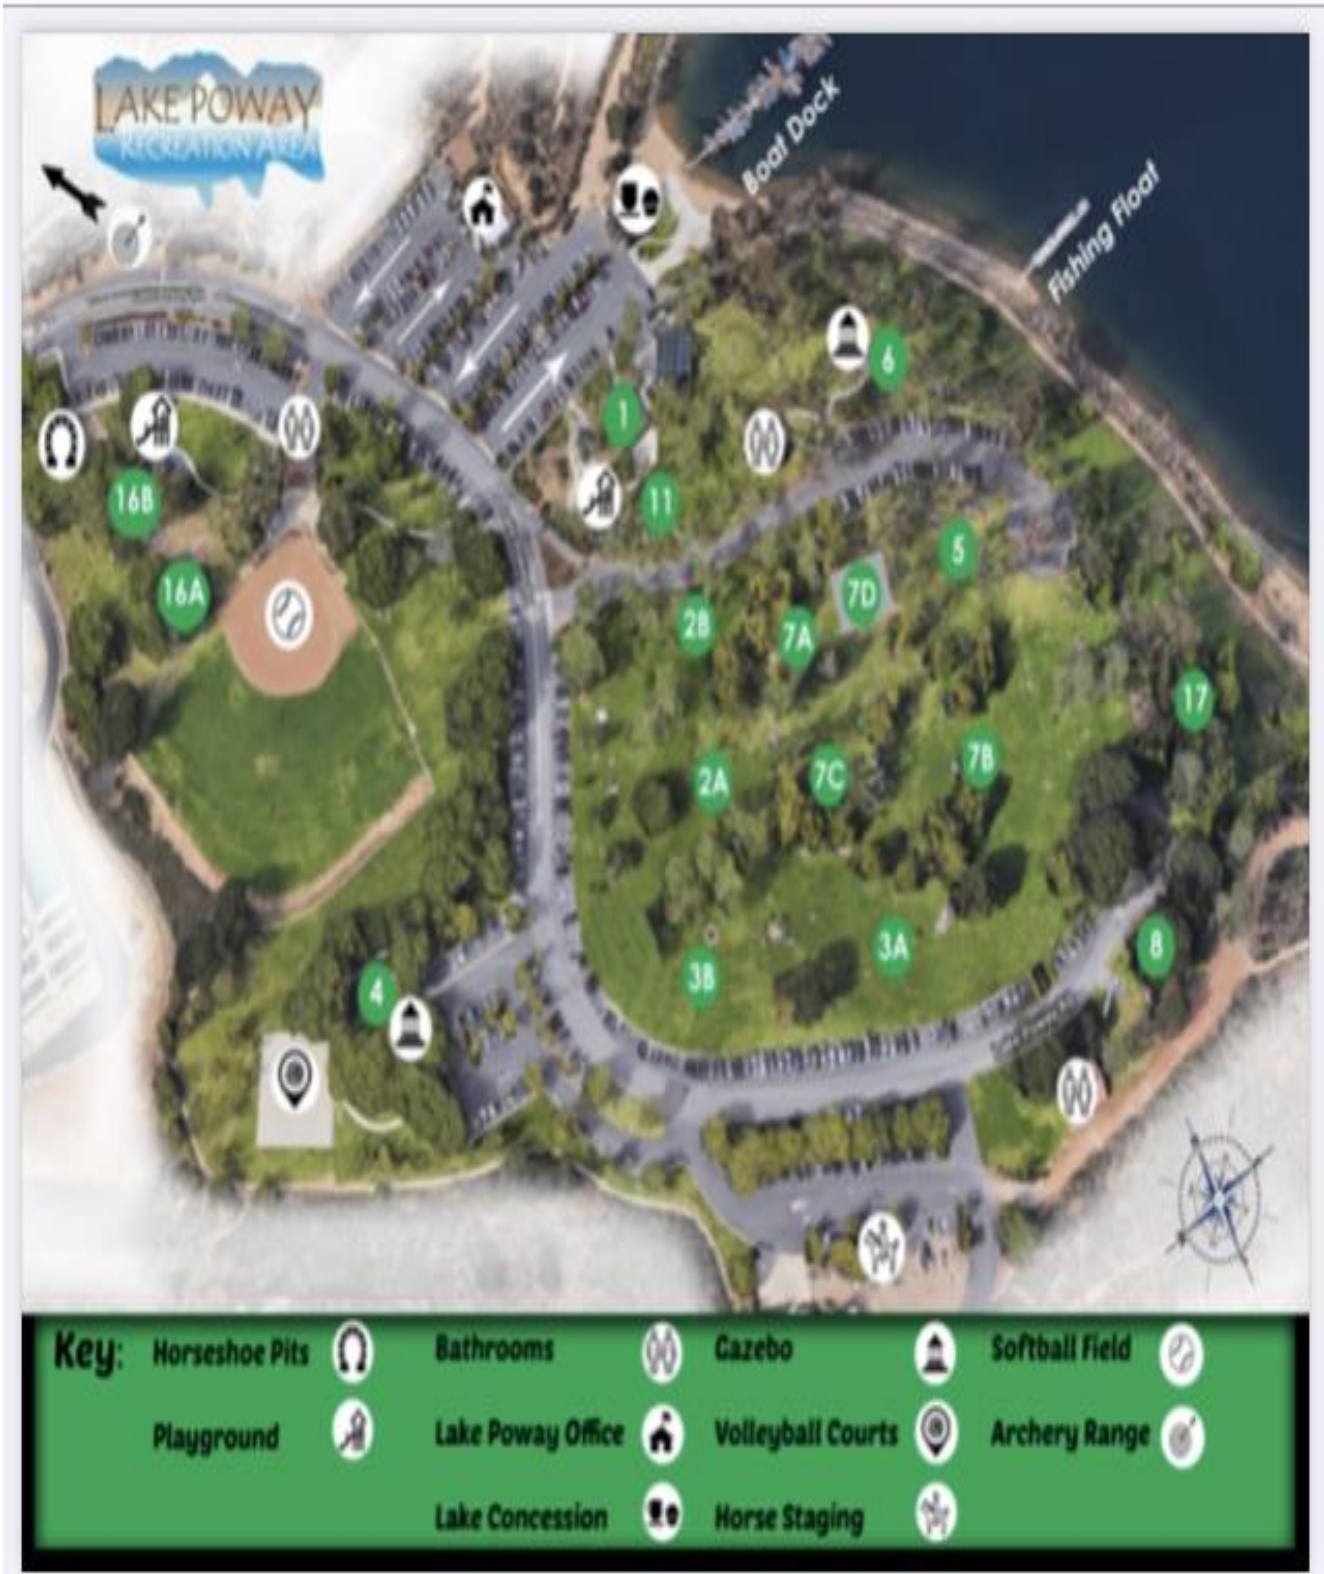 LAKE POWAY
RECREATION AREA
Boat Dock
Fishing Float
6
1
11
16B
16A
5
7D
2B
7A
17
7B
2A
7C
3A
8
3B
4
Key:
Horseshoe Pits
Bathrooms
Gazebo
Softball Field
Playground
Lake Poway Office
Volleyball Courts
Archery Range
Lake Concession
Horse Staging